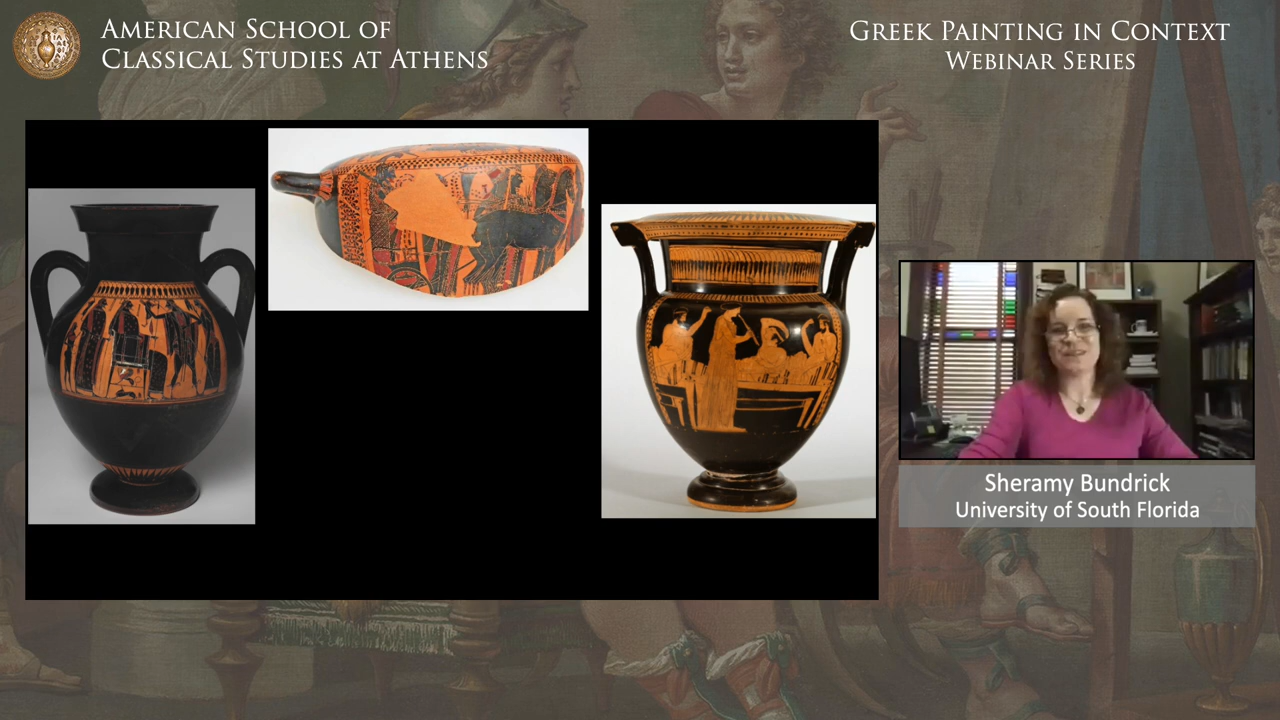 American School of
Classical Studies at Athens
Greek Painting in Context
Webinar Series
Sheramy Bundrick
University of South Florida